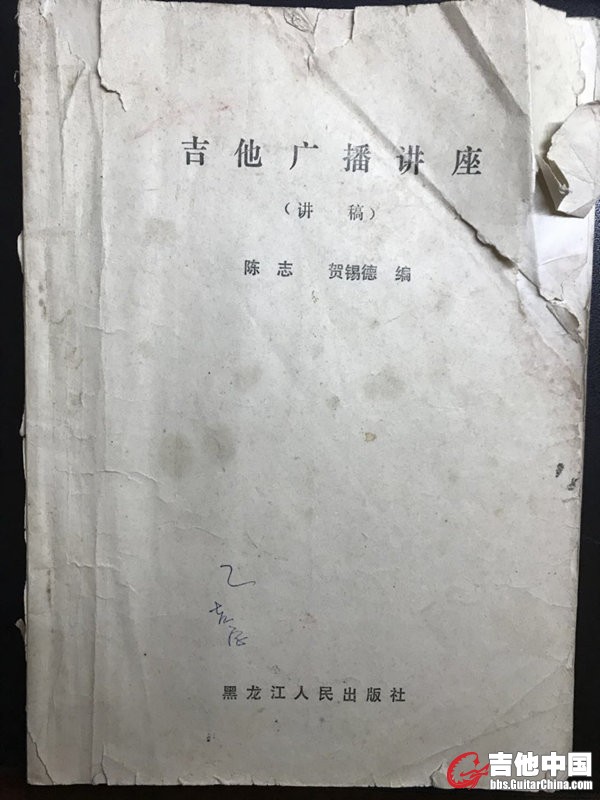 吉他广播讲座
（讲 稿）
陈志 贺锡德 编
乙
黑龙江人民出版社
吉他中国
bbs.GuitarChina.com